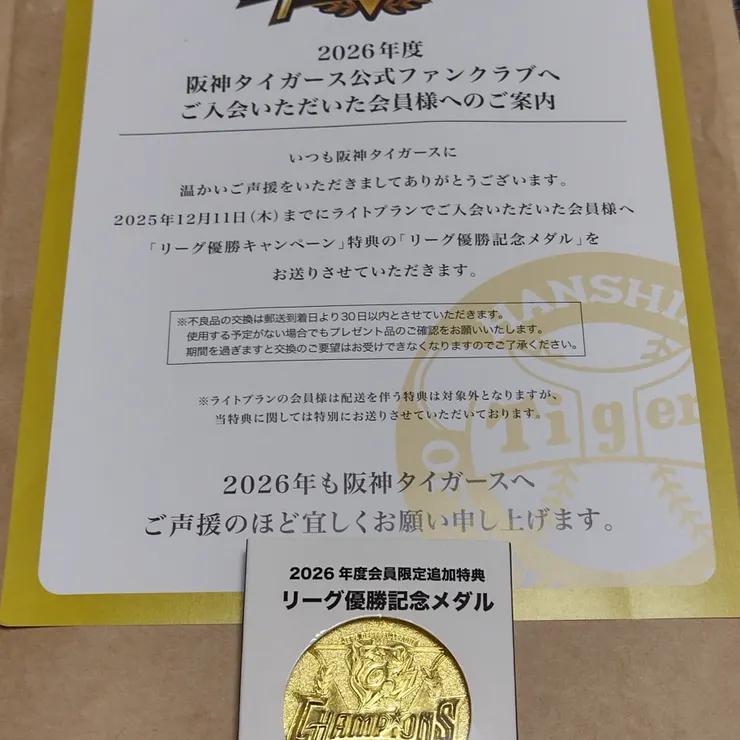 2026年度
阪神タイガース公式ファンクラブへ
ご入会いただいた会員様へのご案内
いつも阪神タイガースに
温かいご声援をいただきましてありがとうございます。
2025年12月11日(木)までにライトプランでご入会いただいた会員様へ
「リーグ優勝キャンペーン」特典の「リーグ優勝記念メダル」を
お送りさせていただきます。
※不良品の交換は郵送到着日より30日以内とさせていただきます。
使用する予定がない場合でもプレゼント品のご確認をお願いいたします。
期間を過ぎますと交換のご要望はお受けできなくなりますのでご了承ください。
※ライトプランの会員様は配送を伴う特典は対象外となりますが、
当特典に関しては特別にお送りさせていただいております。
HANSHIN
Tigers
2026年も阪神タイガースへ
ご声援のほど宜しくお願い申し上げます。
2026年度会員限定追加特典
リーグ優勝記念メダル
CHAMPIONS